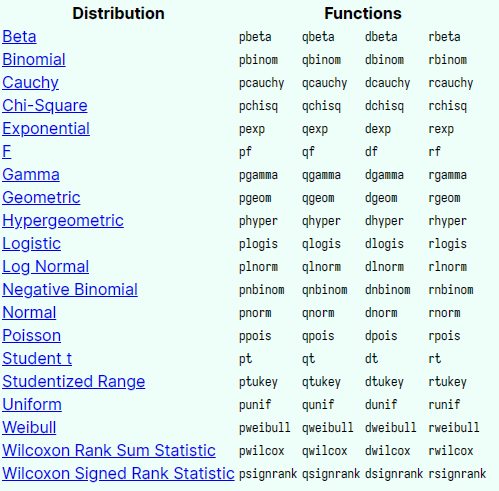 Distribution Functions
Beta pbeta qbeta dbeta rbeta
Binomial pbinom qbinom dbinom rbinom
Cauchy pcauchy qcauchy dcauchy rcauchy
Chi-Square pchisq qchisq dchisq rchisq
Exponential pexp qexp dexp rexp
F pf qf df rf
Gamma pgamma qgamma dgamma rgamma
Geometric pgeom qgeom dgeom rgeom
Hypergeometric phyper qhyper dhyper rhyper
Logistic plogis qlogis dlogis rlogis
Log Normal plnorm qlnorm dlnorm rlnorm
Negative Binomial pnbinom qnbinom dnbinom rnbinom
Normal pnorm qnorm dnorm rnorm
Poisson ppois qpois dpois rpois
Student t pt qt dt rt
Studentized Range ptukey qtukey dtukey rtukey
Uniform punif qunif dunif runif
Weibull pweibull qweibull dweibull rweibull
Wilcoxon Rank Sum Statistic pwilcox qwilcox dwilcox rwilcox
Wilcoxon Signed Rank Statistic psignrank qsignrank dsignrank rsignrank